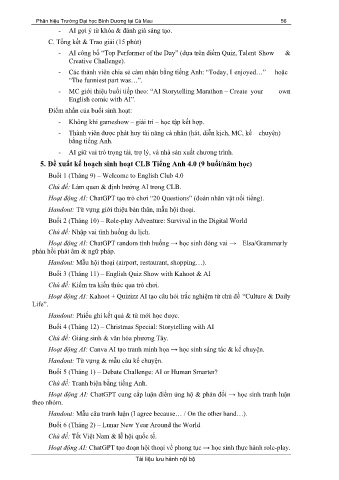 Phân hiệu Trường Đại học Bình Dương tại Cà Mau 56
- AI gợi ý từ khóa & đánh giá sáng tạo.
C. Tổng kết & Trao giải (15 phút)
- AI công bố “Top Performer of the Day” (dựa trên điểm Quiz, Talent Show &
Creative Challenge).
- Các thành viên chia sẻ cảm nhận bằng tiếng Anh: “Today, I enjoyed…” hoặc
“The funniest part was…”.
- MC giới thiệu buổi tiếp theo: “AI Storytelling Marathon – Create your own
English comic with AI”.
Điểm nhấn của buổi sinh hoạt:
- Không khí gameshow – giải trí – học tập kết hợp.
- Thành viên được phát huy tài năng cá nhân (hát, diễn kịch, MC, kể chuyện)
bằng tiếng Anh.
- AI giữ vai trò trọng tài, trợ lý, và nhà sản xuất chương trình.
5. Đề xuất kế hoạch sinh hoạt CLB Tiếng Anh 4.0 (9 buổi/năm học)
Buổi 1 (Tháng 9) – Welcome to English Club 4.0
Chủ đề: Làm quen & định hướng AI trong CLB.
Hoạt động AI: ChatGPT tạo trò chơi “20 Questions” (đoán nhân vật nổi tiếng).
Handout: Từ vựng giới thiệu bản thân, mẫu hội thoại.
Buổi 2 (Tháng 10) – Role-play Adventure: Survival in the Digital World
Chủ đề: Nhập vai tình huống du lịch.
Hoạt động AI: ChatGPT random tình huống → học sinh đóng vai → Elsa/Grammarly
phản hồi phát âm & ngữ pháp.
Handout: Mẫu hội thoại (airport, restaurant, shopping…).
Buổi 3 (Tháng 11) – English Quiz Show with Kahoot & AI
Chủ đề: Kiểm tra kiến thức qua trò chơi.
Hoạt động AI: Kahoot + Quizizz AI tạo câu hỏi trắc nghiệm từ chủ đề “Culture & Daily
Life”.
Handout: Phiếu ghi kết quả & từ mới học được.
Buổi 4 (Tháng 12) – Christmas Special: Storytelling with AI
Chủ đề: Giáng sinh & văn hóa phương Tây.
Hoạt động AI: Canva AI tạo tranh minh họa → học sinh sáng tác & kể chuyện.
Handout: Từ vựng & mẫu câu kể chuyện.
Buổi 5 (Tháng 1) – Debate Challenge: AI or Human Smarter?
Chủ đề: Tranh biện bằng tiếng Anh.
Hoạt động AI: ChatGPT cung cấp luận điểm ủng hộ & phản đối → học sinh tranh luận
theo nhóm.
Handout: Mẫu câu tranh luận (I agree because… / On the other hand…).
Buổi 6 (Tháng 2) – Lunar New Year Around the World
Chủ đề: Tết Việt Nam & lễ hội quốc tế.
Hoạt động AI: ChatGPT tạo đoạn hội thoại về phong tục → học sinh thực hành role-play.
Tài liệu lưu hành nội bộ